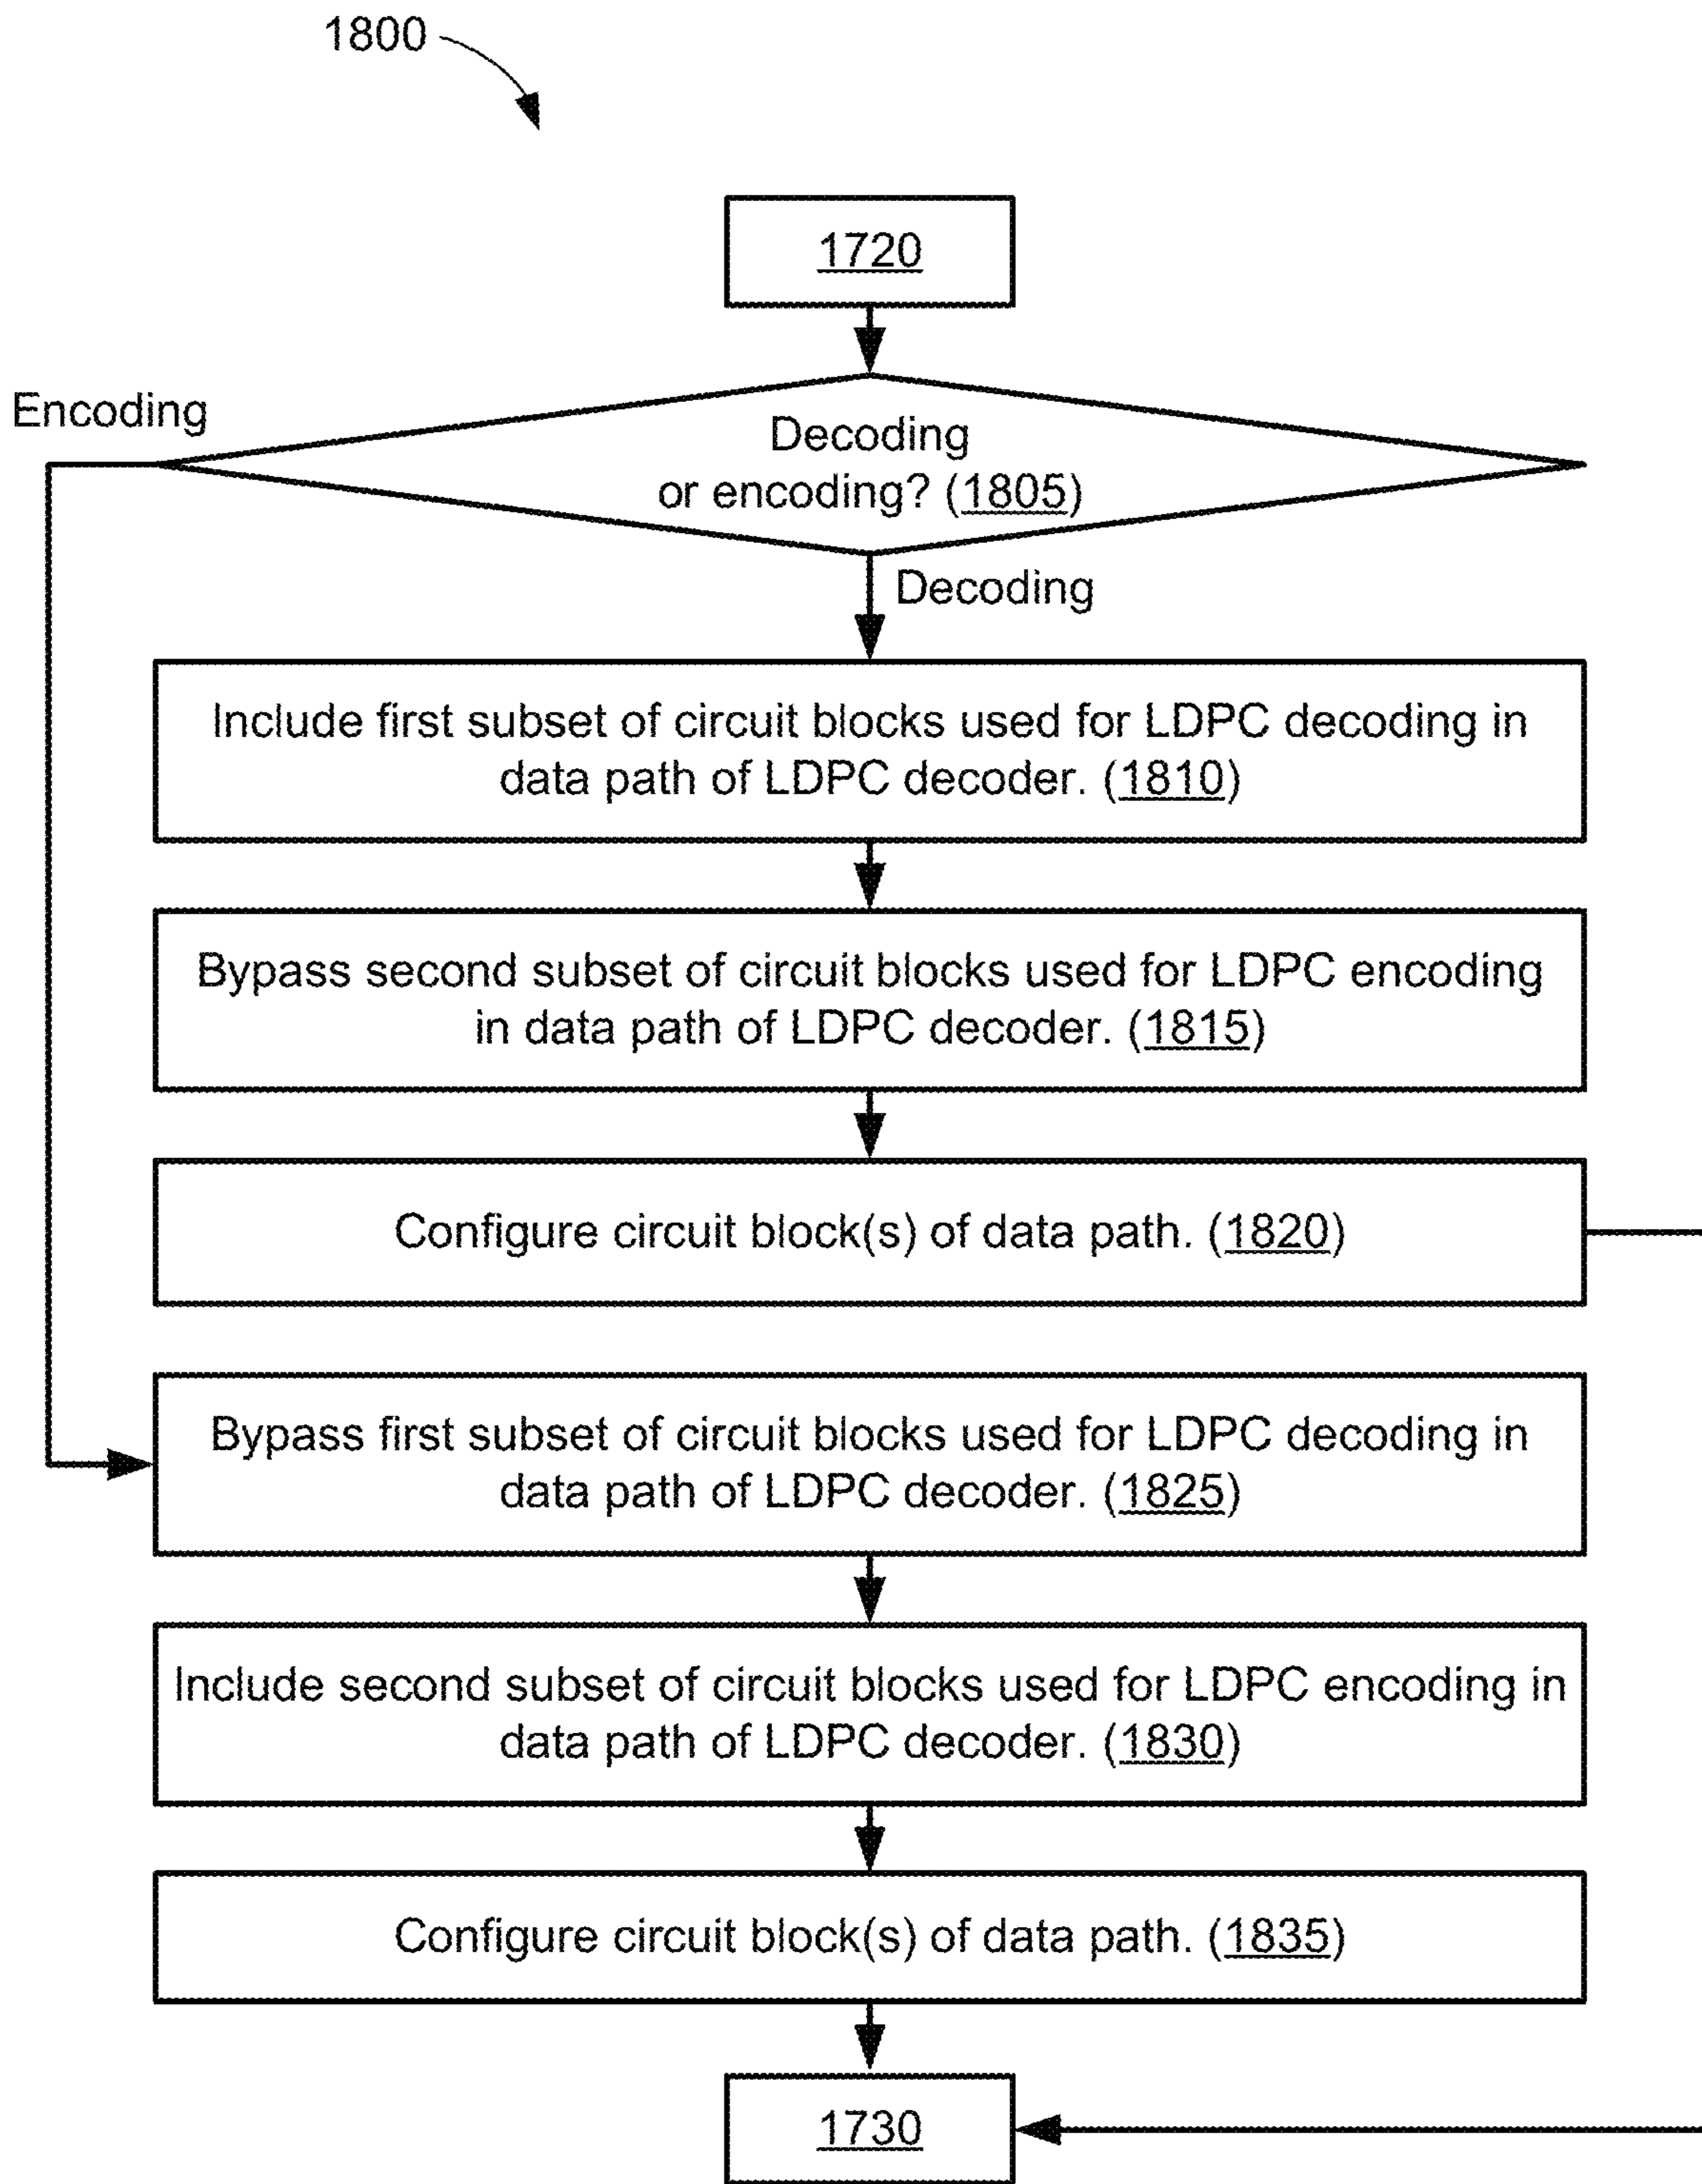 1800
1720
Encoding
Decoding
or encoding? (1805)
Decoding
Include first subset of circuit blocks used for LDPC decoding in
data path of LDPC decoder. (1810)
Bypass second subset of circuit blocks used for LDPC encoding
in data path of LDPC decoder. (1815)
Configure circuit block(s) of data path. (1820)
Bypass first subset of circuit blocks used for LDPC decoding in
data path of LDPC decoder. (1825)
Include second subset of circuit blocks used for LDPC encoding in
data path of LDPC decoder. (1830)
Configure circuit block(s) of data path. (1835)
1730